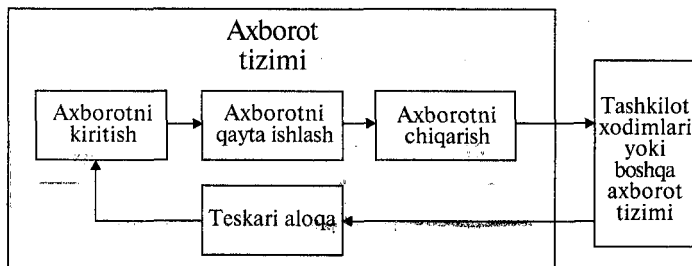 Axborot
tizimi
Axborotni
kiritish
Axborotni
qayta ishlash
Axborotni
chiqarish
Teskari aloqa
Tashkilot
xodimlari
yoki
boshqa
axborot
tizimi